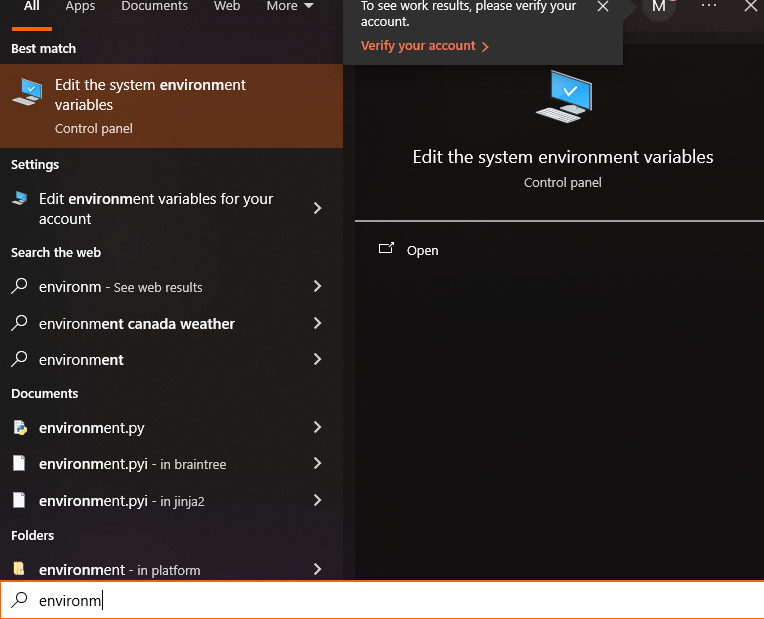 All Apps Documents Web More
To see work results, please verify your
account.
Verify your account
M
Best match
Edit the system environment
variables
Control panel
Settings
Edit environment variables for your
account
Search the web
environm - See web results
environment canada weather
environment
Documents
environment.py
environment.pyi - in braintree
environment.pyi - in jinja2
Folders
environment - in platform
Edit the system environment variables
Control panel
Open
environm